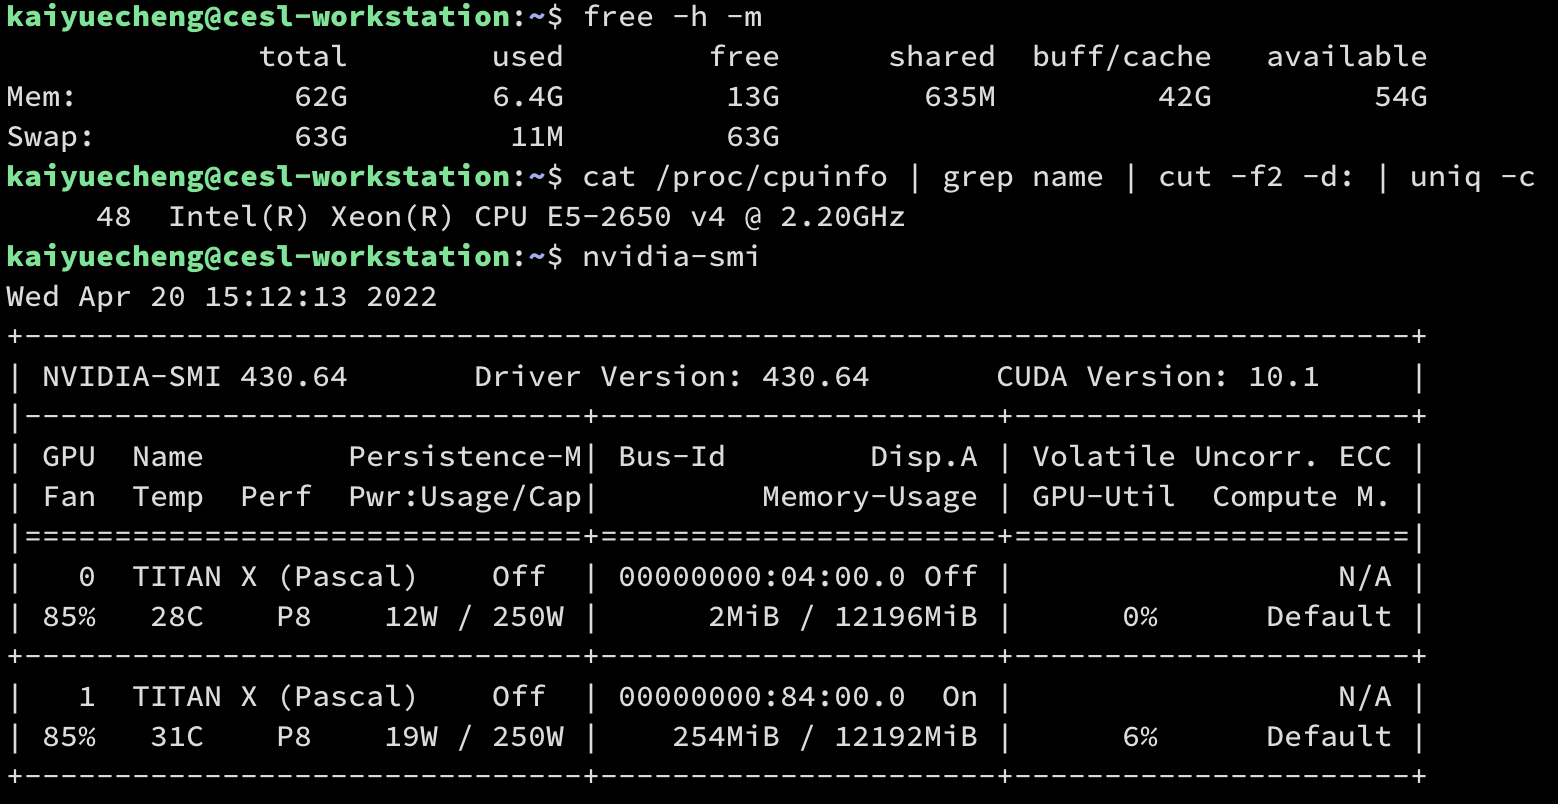 kaiyuecheng@cesl-workstation:~$ free -h -m
              total        used        free      shared  buff/cache   available
Mem:            62G        6.4G         13G        635M         42G         54G
Swap:           63G         11M         63G
kaiyuecheng@cesl-workstation:~$ cat /proc/cpuinfo | grep name | cut -f2 -d: | uniq -c
     48  Intel(R) Xeon(R) CPU E5-2650 v4 @ 2.20GHz
kaiyuecheng@cesl-workstation:~$ nvidia-smi
Wed Apr 20 15:12:13 2022
+-----------------------------------------------------------------------------+
| NVIDIA-SMI 430.64       Driver Version: 430.64       CUDA Version: 10.1     |
|-------------------------------+----------------------+----------------------+
| GPU  Name        Persistence-M| Bus-Id        Disp.A | Volatile Uncorr. ECC |
| Fan  Temp  Perf  Pwr:Usage/Cap|         Memory-Usage | GPU-Util  Compute M. |
|===============================+======================+======================|
|   0  TITAN X (Pascal)    Off  | 00000000:04:00.0 Off |                  N/A |
| 85%   28C    P8    12W / 250W |      2MiB / 12196MiB |      0%      Default |
+-------------------------------+----------------------+----------------------+
|   1  TITAN X (Pascal)    Off  | 00000000:84:00.0  On |                  N/A |
| 85%   31C    P8    19W / 250W |    254MiB / 12192MiB |      6%      Default |
+-------------------------------+----------------------+----------------------+